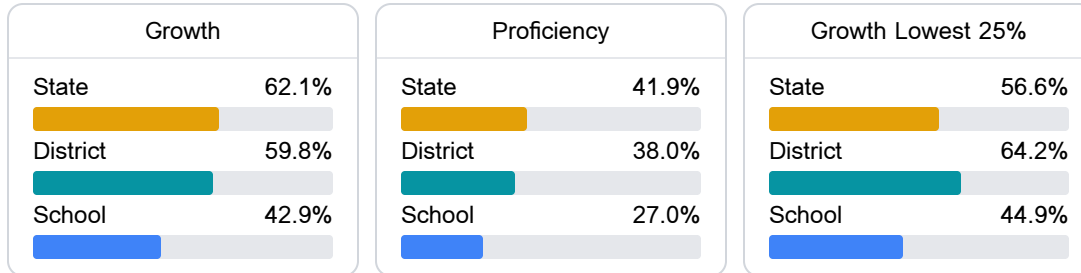 Growth
State 62.1%
District 59.8%
School 42.9%
Proficiency
State 41.9%
District 38.0%
School 27.0%
Growth Lowest 25%
State 56.6%
District 64.2%
School 44.9%